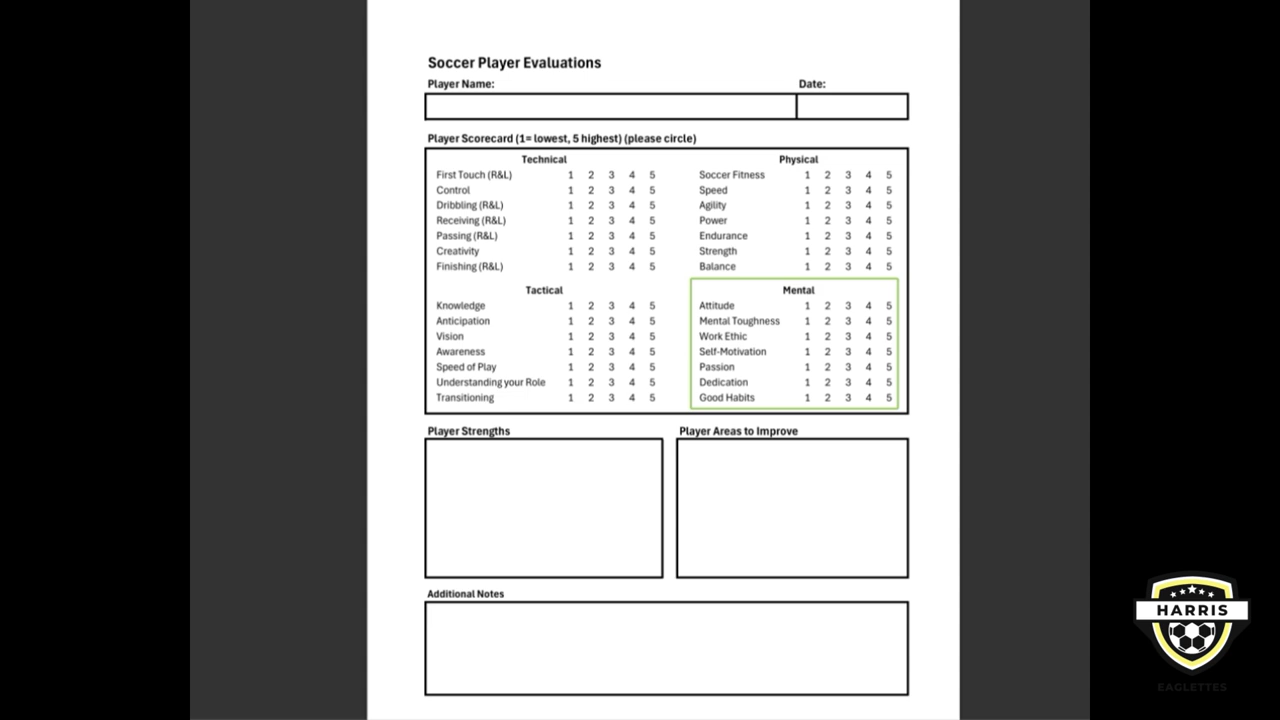 Soccer Player Evaluations
Player Name: Date:
Player Scorecard (1= lowest, 5 highest) (please circle)
Technical
First Touch (R&L) 1 2 3 4 5
Control 1 2 3 4 5
Dribbling (R&L) 1 2 3 4 5
Receiving (R&L) 1 2 3 4 5
Passing (R&L) 1 2 3 4 5
Creativity 1 2 3 4 5
Finishing (R&L) 1 2 3 4 5
Physical
Soccer Fitness 1 2 3 4 5
Speed 1 2 3 4 5
Agility 1 2 3 4 5
Power 1 2 3 4 5
Endurance 1 2 3 4 5
Strength 1 2 3 4 5
Balance 1 2 3 4 5
Tactical
Knowledge 1 2 3 4 5
Anticipation 1 2 3 4 5
Vision 1 2 3 4 5
Awareness 1 2 3 4 5
Speed of Play 1 2 3 4 5
Understanding your Role 1 2 3 4 5
Transitioning 1 2 3 4 5
Mental
Attitude 1 2 3 4 5
Mental Toughness 1 2 3 4 5
Work Ethic 1 2 3 4 5
Self-Motivation 1 2 3 4 5
Passion 1 2 3 4 5
Dedication 1 2 3 4 5
Good Habits 1 2 3 4 5
Player Strengths
Player Areas to Improve
Additional Notes
HARRIS
EAGLETTES